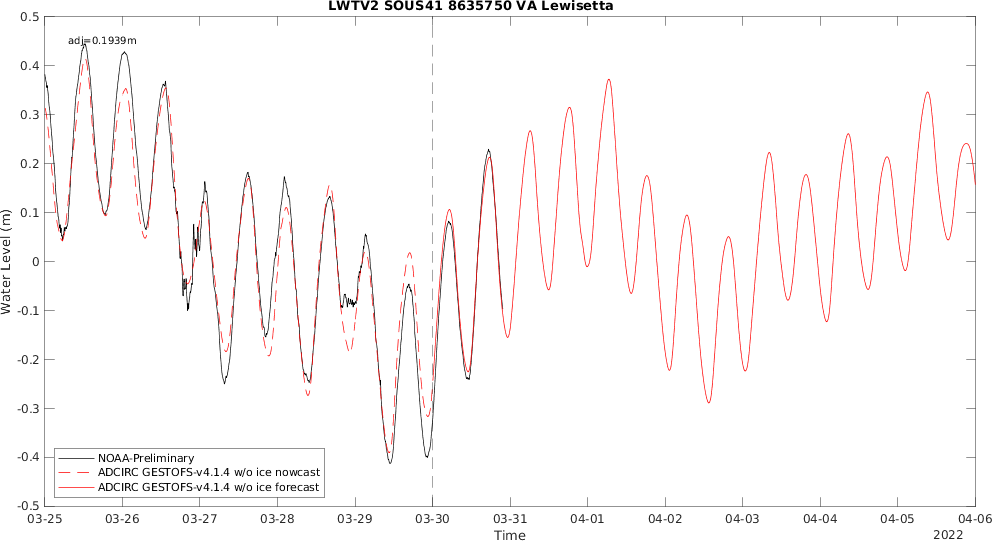 LWTV2 SOUS41 8635750 VA Lewisetta
adj=0.1939m
0.5
0.4
0.3
0.2
0.1
0
-0.1
-0.2
-0.3
-0.4
-0.5
Water Level (m)
NOAA-Preliminary
ADCIRC GESTOFS-v4.1.4 w/o ice nowcast
ADCIRC GESTOFS-v4.1.4 w/o ice forecast
03-25 03-26 03-27 03-28 03-29 03-30 03-31 04-01 04-02 04-03 04-04 04-05 04-06
Time
2022